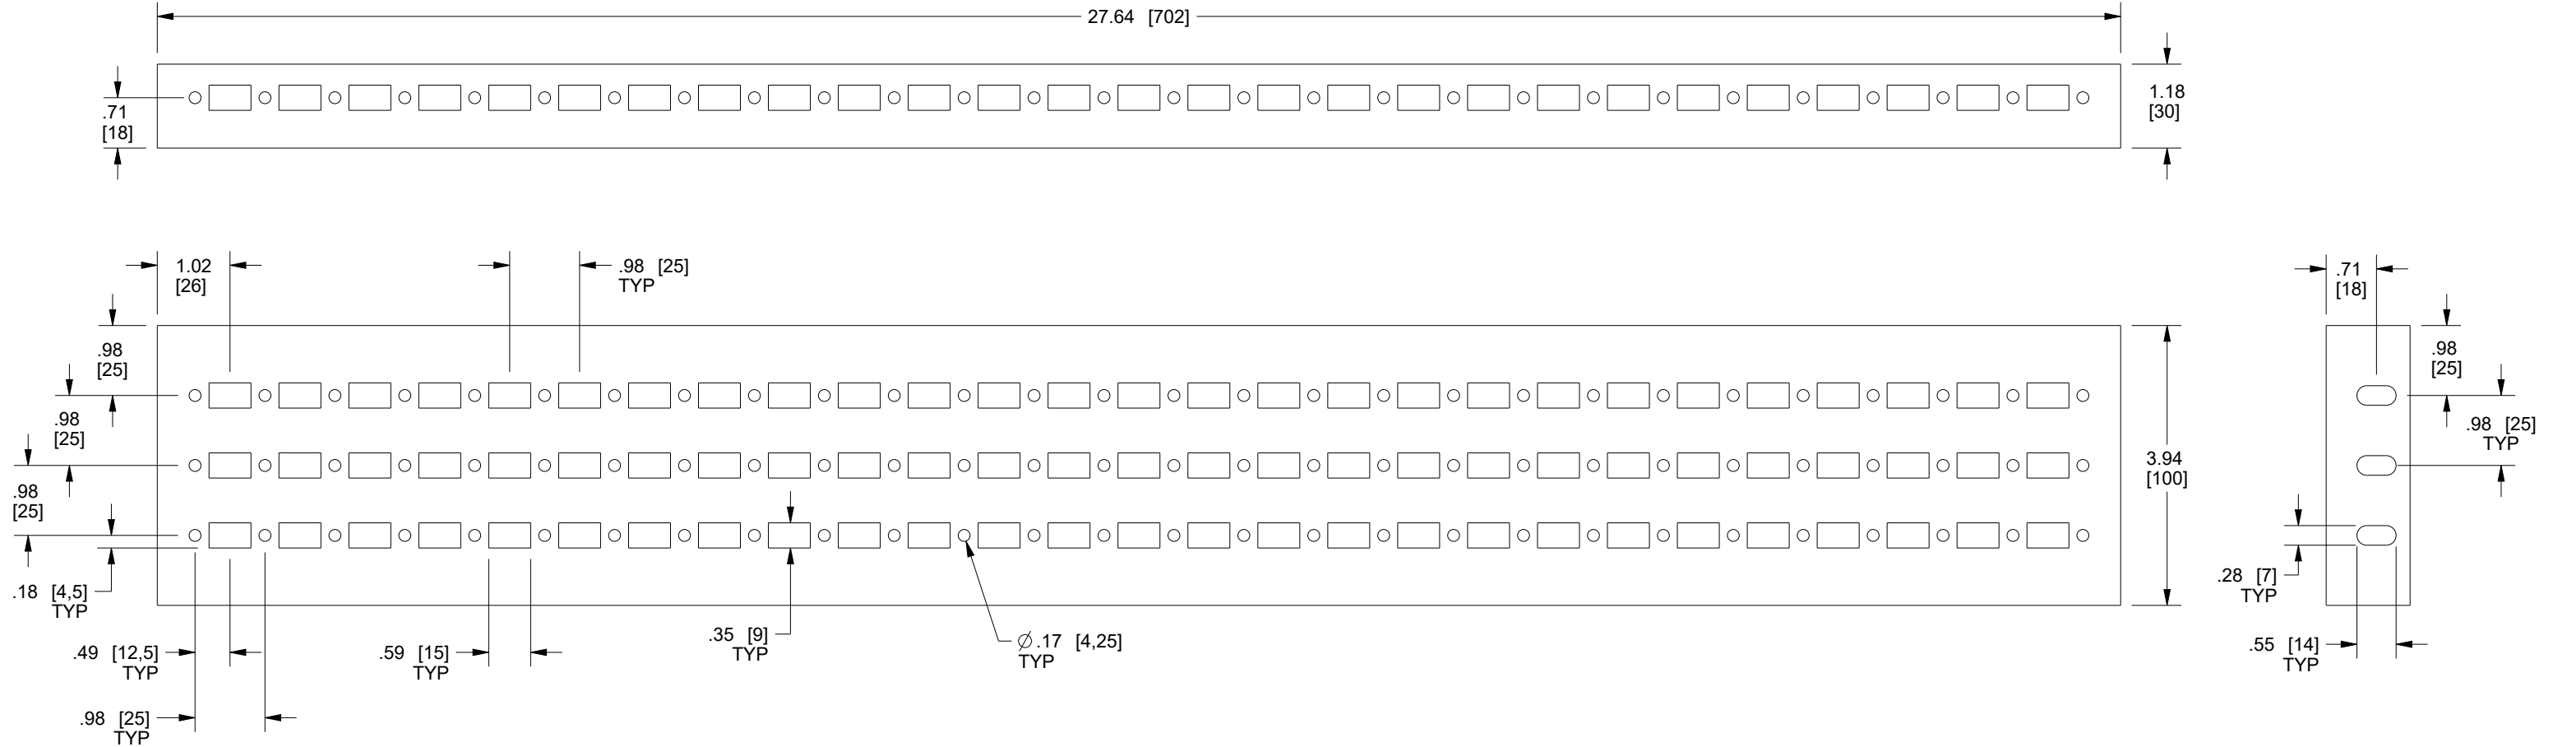 27.64 [702]
.71
[18]
1.18
[30]
1.02
[26]
.98 [25]
TYP
.71
[18]
.98
[25]
.98
[25]
.98
[25]
.98 [25]
TYP
3.94
[100]
.98
[25]
.18 [4,5]
TYP
.28 [7]
TYP
.49 [12,5]
TYP
.59 [15]
TYP
.35 [9]
TYP
Ø.17 [4,25]
TYP
.55 [14]
TYP
.98 [25]
TYP